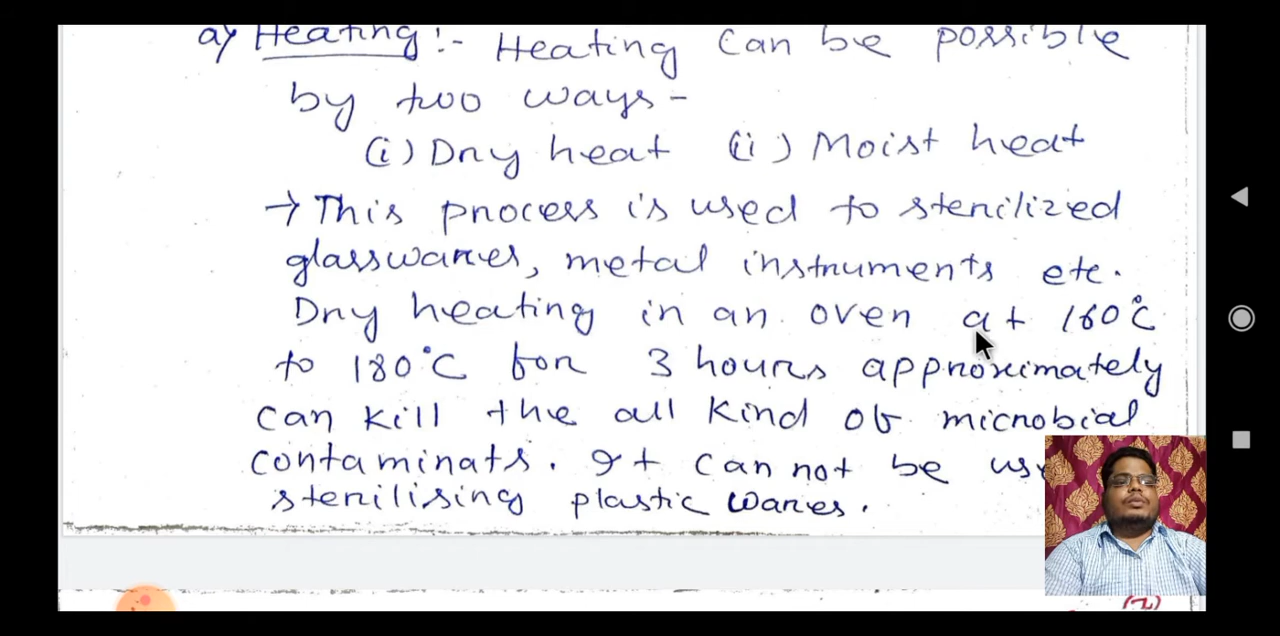 a) Heating :- Heating can be possible
by two ways -
(i) Dry heat (ii) Moist heat
→ This process is used to sterilized
glasswares, metal instruments etc.
Dry heating in an oven at 160°C
to 180°C for 3 hours approximately
can kill the all kind of microbial
contaminats. It can not be
sterilising plastic wares.
(2)